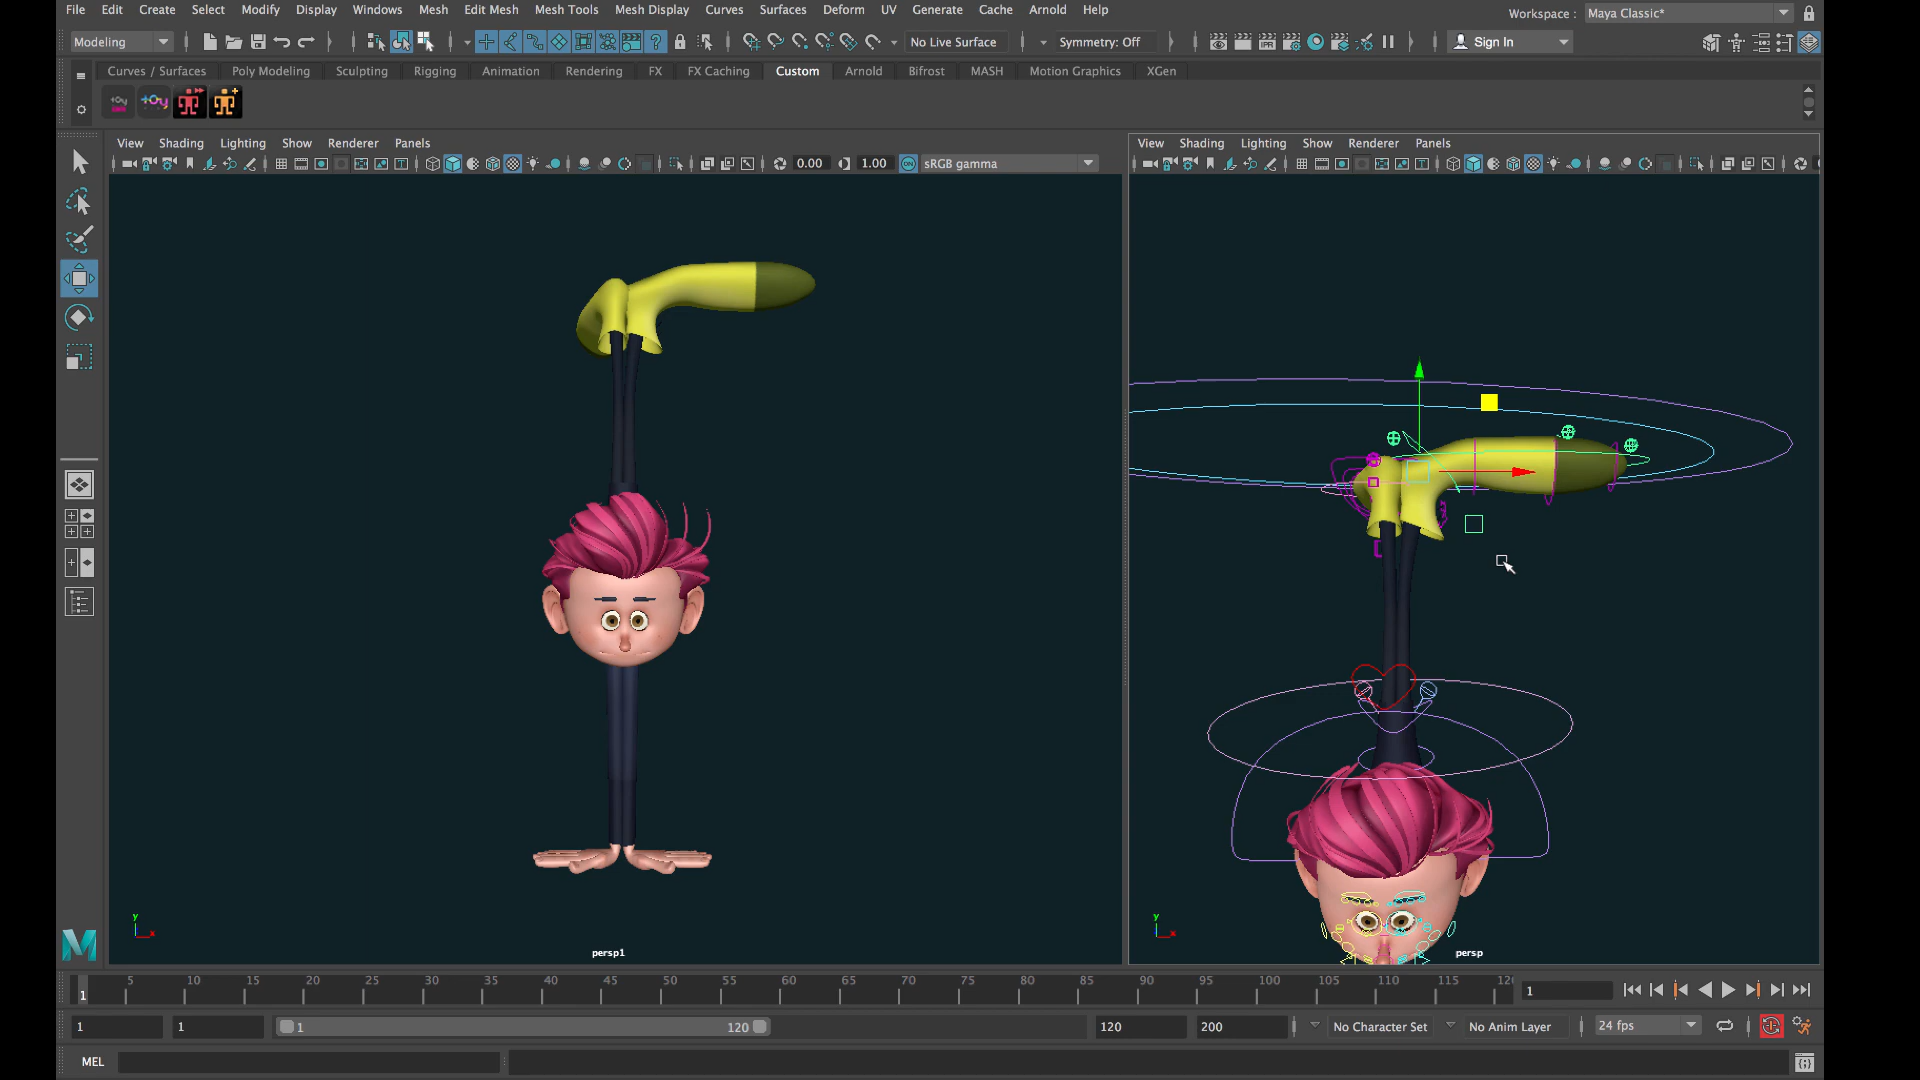 File Edit Create Select Modify Display Windows Mesh Edit Mesh Mesh Tools Mesh Display Curves Surfaces Deform UV Generate Cache Arnold Help
Workspace : Maya Classic*
Modeling No Live Surface Symmetry: Off Sign In
Curves / Surfaces Poly Modeling Sculpting Rigging Animation Rendering FX FX Caching Custom Arnold Bifrost MASH Motion Graphics XGen
View Shading Lighting Show Renderer Panels
0.00 1.00 ON sRGB gamma
View Shading Lighting Show Renderer Panels
y
x
persp1
y
x
persp
1 5 10 15 20 25 30 35 40 45 50 55 60 65 70 75 80 85 90 95 100 105 110 115 1
1 1 1 120 120 200 No Character Set No Anim Layer 24 fps
MEL